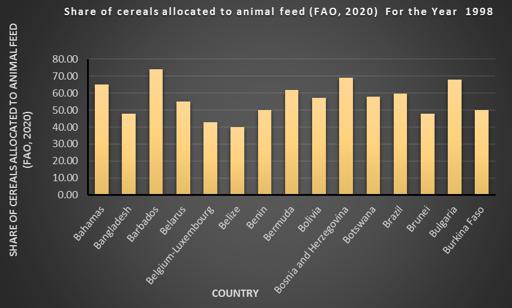 Share of cereals allocated to animal feed (FAO, 2020)  For the Year  1998
SHARE OF CEREALS ALLOCATED TO ANIMAL FEED
(FAO, 2020)
80.00
70.00
60.00
50.00
40.00
30.00
20.00
10.00
0.00
Bahamas
Bangladesh
Barbados
Belarus
Belgium-Luxembourg
Belize
Benin
Bermuda
Bolivia
Bosnia and Herzegovina
Botswana
Brazil
Brunei
Bulgaria
Burkina Faso
COUNTRY